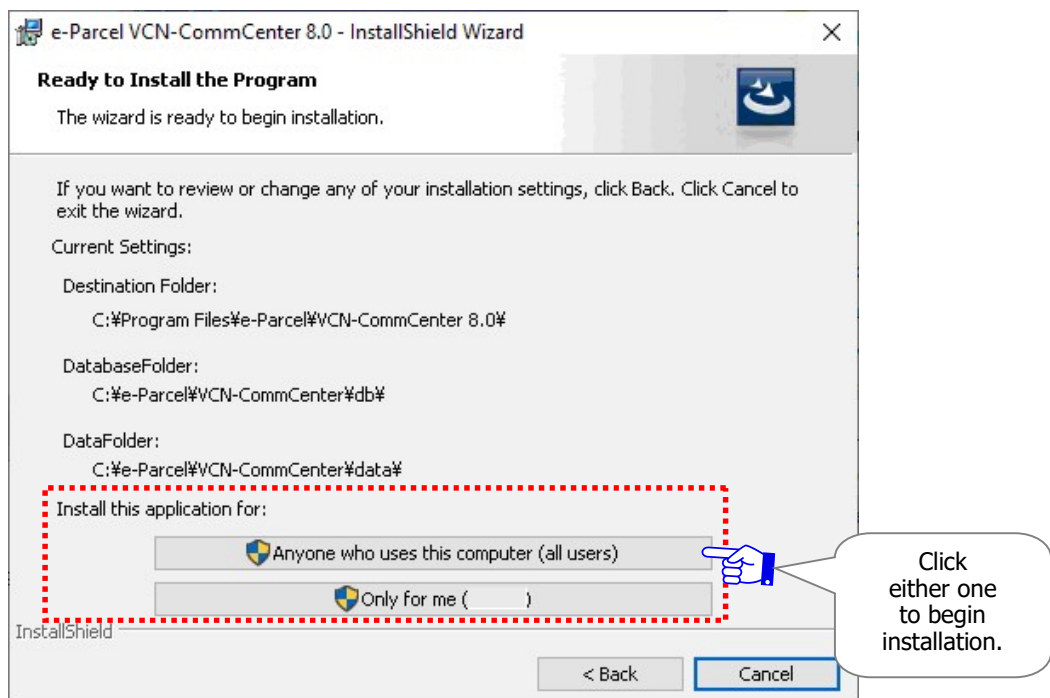 e-Parcel VCN-CommCenter 8.0 - InstallShield Wizard
Ready to Install the Program
The wizard is ready to begin installation.
If you want to review or change any of your installation settings, click Back. Click Cancel to
exit the wizard.
Current Settings:
Destination Folder:
C:¥Program Files¥e-Parcel¥VCN-CommCenter 8.0¥
DatabaseFolder:
C:¥e-Parcel¥VCN-CommCenter¥db¥
DataFolder:
C:¥e-Parcel¥VCN-CommCenter¥data¥
Install this application for:
Anyone who uses this computer (all users)
Only for me ( )
Click
either one
to begin
installation.
InstallShield
< Back
Cancel